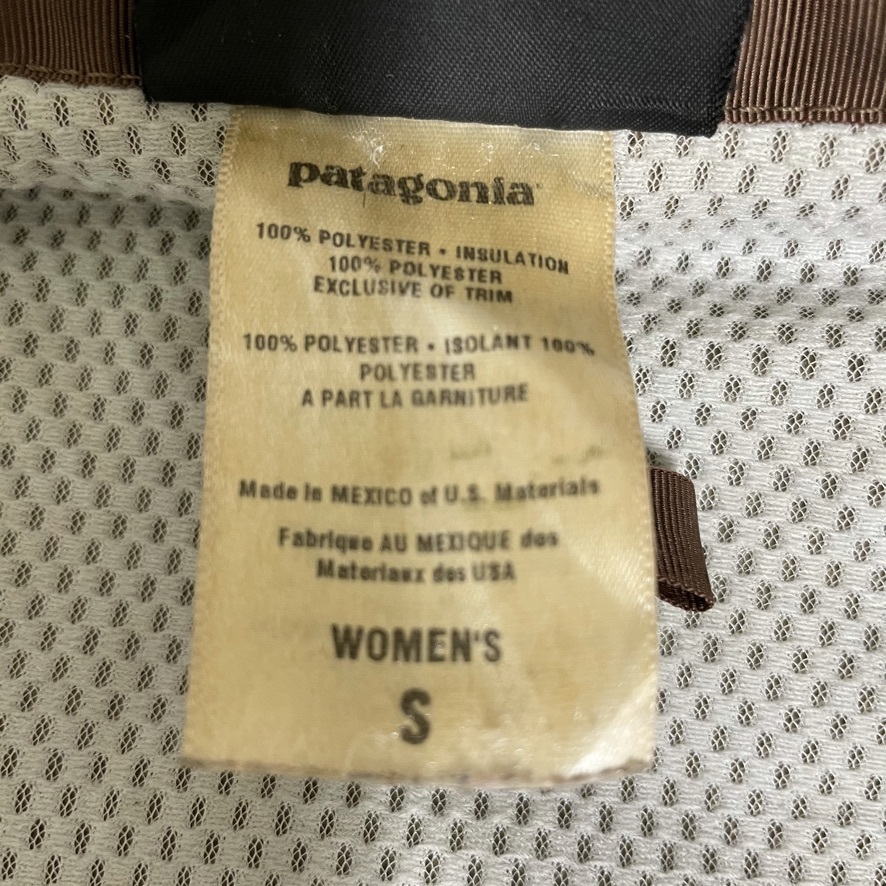 patagonia
100% POLYESTER • INSULATION
100% POLYESTER
EXCLUSIVE OF TRIM
100% POLYESTER • ISOLANT 100%
POLYESTER
A PART LA GARNITURE
Made in MEXICO of U.S. Materials
Fabrique AU MEXIQUE des
Materiaux des USA
WOMEN'S
S